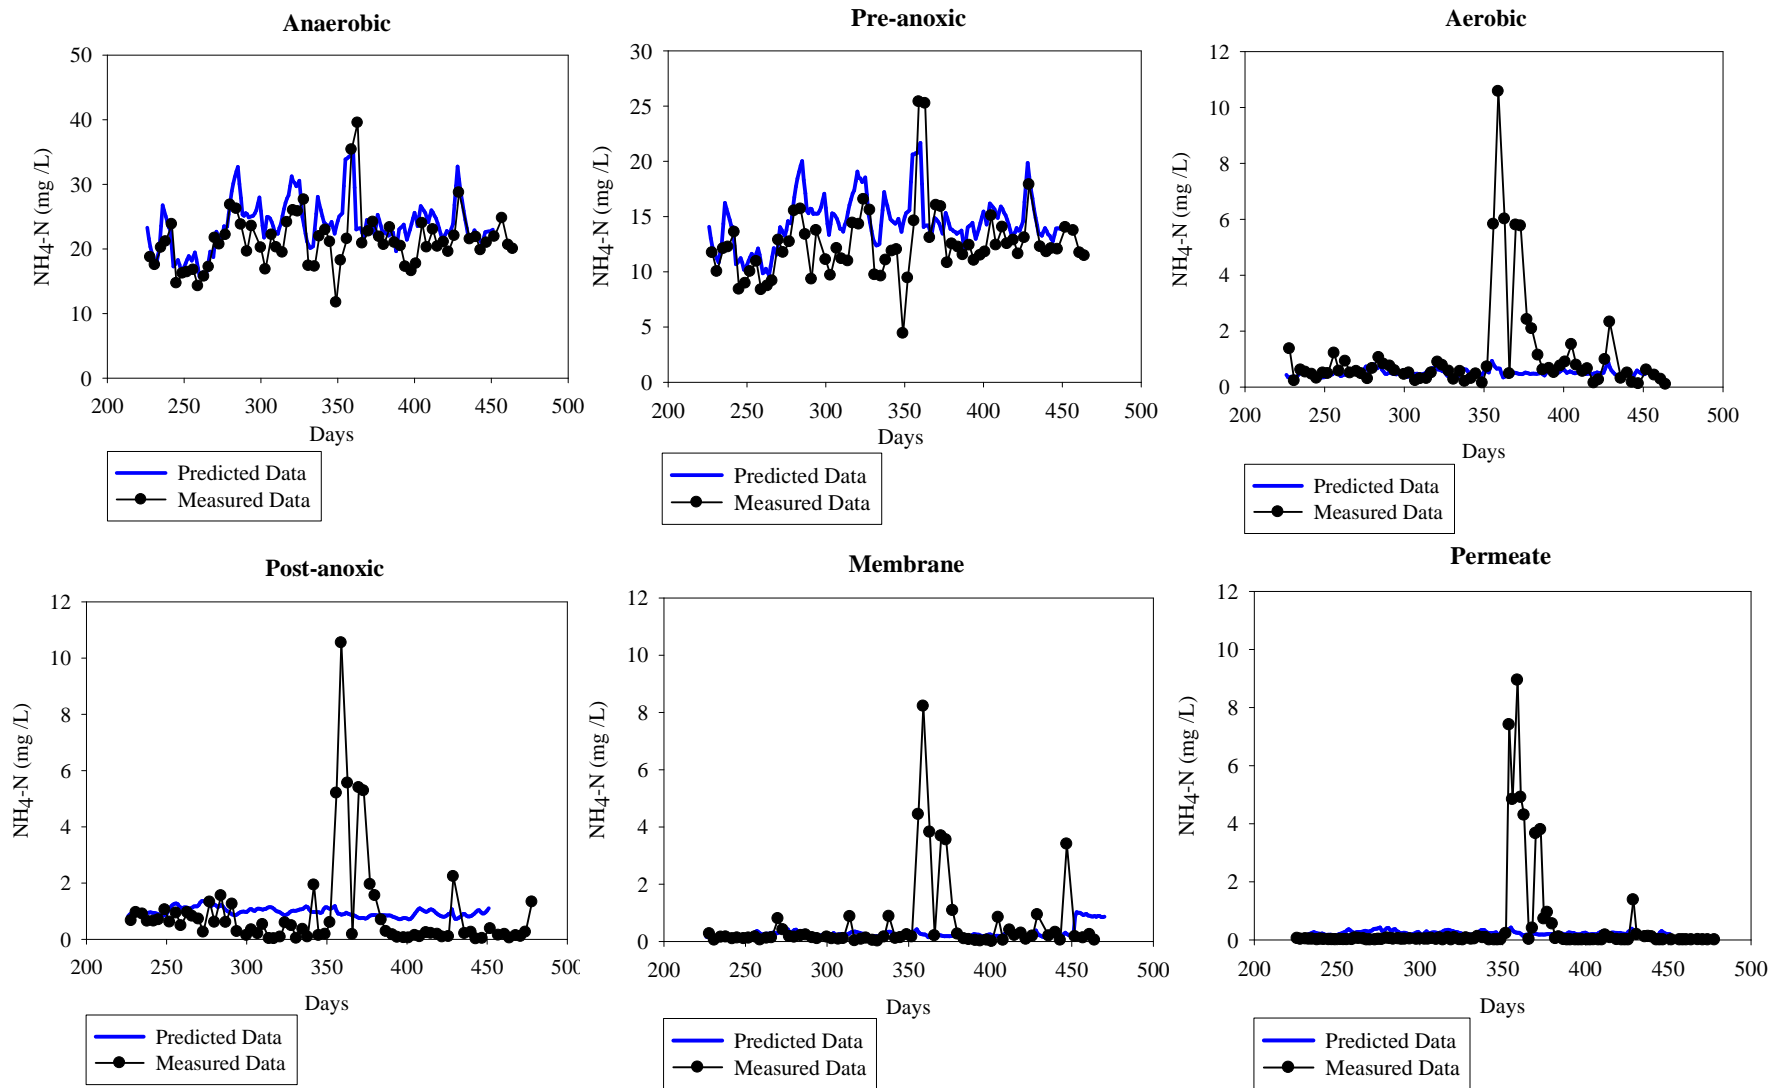 Anaerobic
NH4-N (mg /L)
50
40
30
20
10
0
200 250 300 350 400 450 500
Days
Predicted Data
Measured Data
Pre-anoxic
NH4-N (mg /L)
30
25
20
15
10
5
0
200 250 300 350 400 450 500
Days
Predicted Data
Measured Data
Aerobic
NH4-N (mg /L)
12
10
8
6
4
2
0
200 250 300 350 400 450 500
Days
Predicted Data
Measured Data
Post-anoxic
NH4-N (mg /L)
12
10
8
6
4
2
0
200 250 300 350 400 450 500
Days
Predicted Data
Measured Data
Membrane
NH4-N (mg /L)
12
10
8
6
4
2
0
200 250 300 350 400 450 500
Days
Predicted Data
Measured Data
Permeate
NH4-N (mg /L)
12
10
8
6
4
2
0
200 250 300 350 400 450 500
Days
Predicted Data
Measured Data